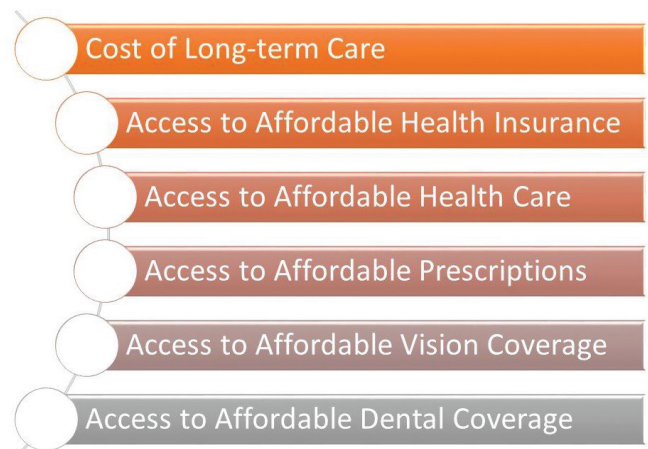 Cost of Long-term Care
Access to Affordable Health Insurance
Access to Affordable Health Care
Access to Affordable Prescriptions
Access to Affordable Vision Coverage
Access to Affordable Dental Coverage